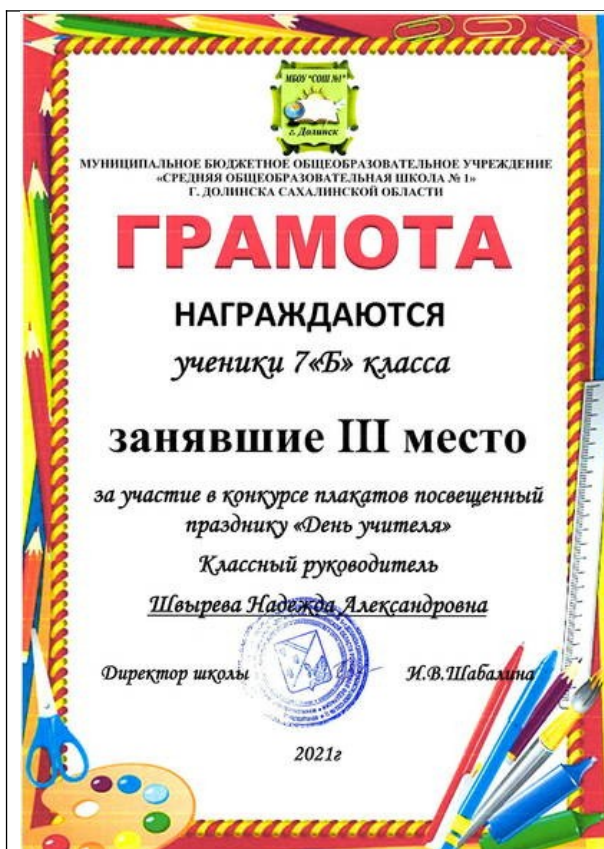 МБОУ "СОШ №1"
г. Долинск
МУНИЦИПАЛЬНОЕ БЮДЖЕТНОЕ ОБЩЕОБРАЗОВАТЕЛЬНОЕ УЧРЕЖДЕНИЕ
«СРЕДНЯЯ ОБЩЕОБРАЗОВАТЕЛЬНАЯ ШКОЛА № 1»
Г. ДОЛИНСКА САХАЛИНСКОЙ ОБЛАСТИ
ГРАМОТА
НАГРАЖДАЮТСЯ
ученики 7«Б» класса
занявшие III место
за участие в конкурсе плакатов посвещенный
празднику «День учителя»
Классный руководитель
Швырева Надежда Александровна
Директор школы И.В.Шабалина
2021г